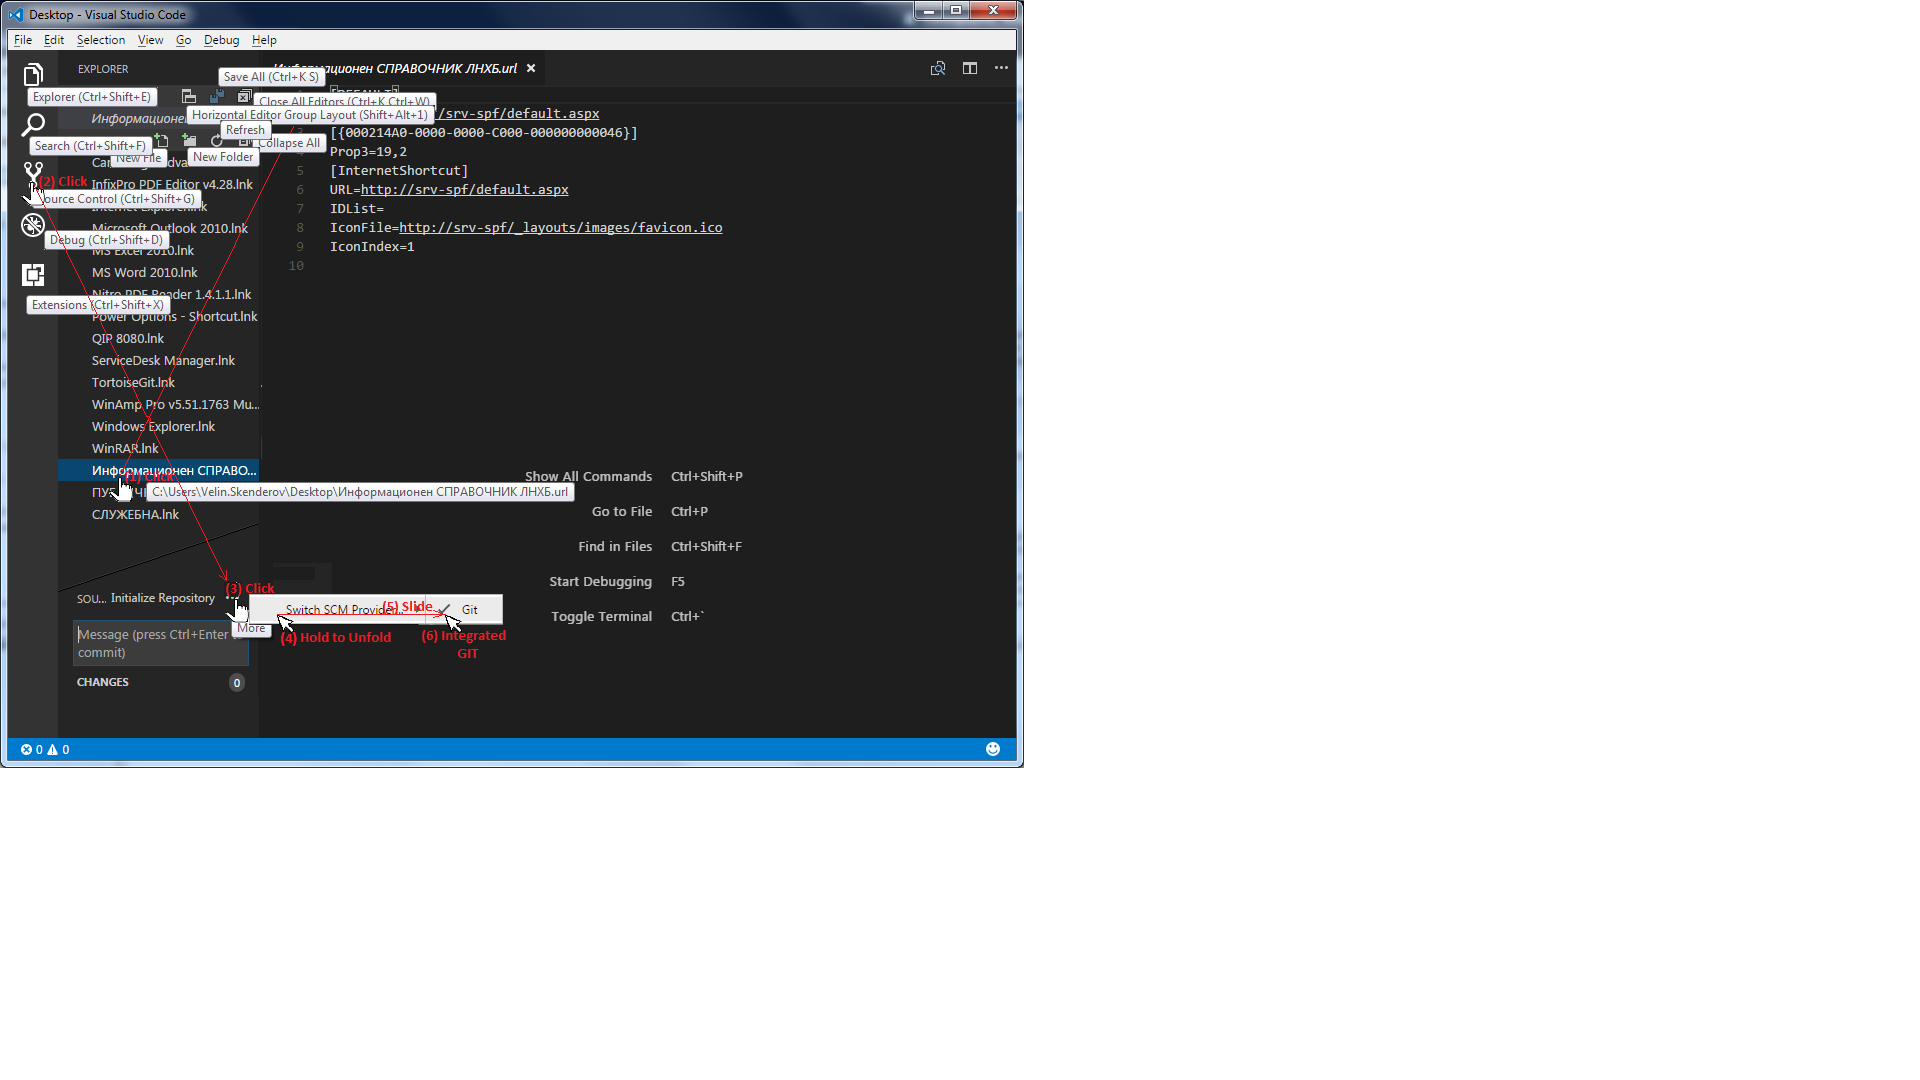 Desktop - Visual Studio Code
File Edit Selection View Go Debug Help
EXPLORER
Информационен СПРАВОЧНИК ЛНХБ.url
Save All (Ctrl+K S)
Explorer (Ctrl+Shift+E)
Close All Editors (Ctrl+K Ctrl+W)
[DEFAULT]
Horizontal Editor Group Layout (Shift+Alt+1)
/srv-spf/default.aspx
Информационен
Refresh
3 [{000214A0-0000-0000-C000-000000000046}]
Search (Ctrl+Shift+F)
Collapse All
New File
New Folder
4 Prop3=19,2
5 [InternetShortcut]
(2) Click
InfixPro PDF Editor v4.28.lnk
6 URL=http://srv-spf/default.aspx
Source Control (Ctrl+Shift+G)
Internet Explorer.lnk
7 IDList=
Microsoft Outlook 2010.lnk
8 IconFile=http://srv-spf/_layouts/images/favicon.ico
Debug (Ctrl+Shift+D)
MS Excel 2010.lnk
9 IconIndex=1
10
MS Word 2010.lnk
Nitro PDF Reader 1.4.1.1.lnk
Extensions (Ctrl+Shift+X)
Power Options - Shortcut.lnk
QIP 8080.lnk
ServiceDesk Manager.lnk
TortoiseGit.lnk
WinAmp Pro v5.51.1763 Mu...
Windows Explorer.lnk
WinRAR.lnk
Информационен СПРАВО...
(1) Click
C:\Users\Velin.Skenderov\Desktop\Информационен СПРАВОЧНИК ЛНХБ.url
СЛУЖЕБНА.lnk
Show All Commands Ctrl+Shift+P
Go to File Ctrl+P
Find in Files Ctrl+Shift+F
Start Debugging F5
Toggle Terminal Ctrl+`
(3) Click
SOU... Initialize Repository
Switch SCM Provider...
(5) Slide
Git
More
(4) Hold to Unfold
(6) Integrated
GIT
Message (press Ctrl+Enter to
commit)
CHANGES 0
0 0